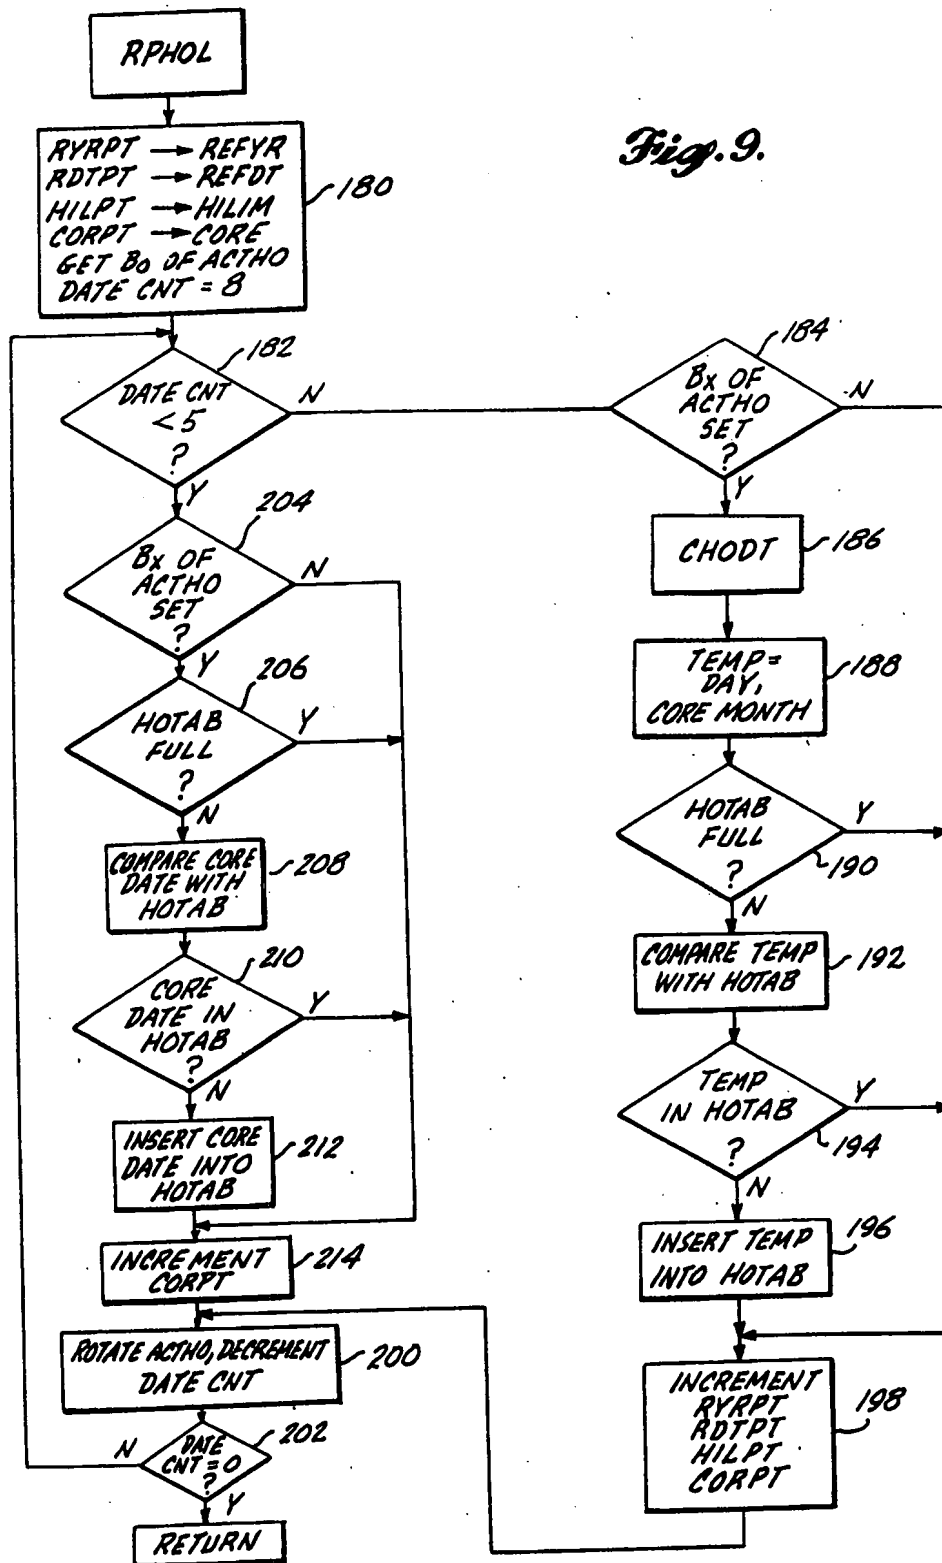 RPHOL
Fig. 9.
RYRPT → REFYR
RDTPT → REFDT
HILPT → HILIM
CORPT → CORE
GET B0 OF ACTHO
DATE CNT = 8
180
182
DATE CNT
< 5
?
N
Y
184
BX OF
ACTHO
SET
?
N
Y
CHODT
186
TEMP =
DAY,
CORE MONTH
188
HOTAB
FULL
?
Y
190
N
COMPARE TEMP
WITH HOTAB
192
TEMP
IN HOTAB
?
Y
194
N
INSERT TEMP
INTO HOTAB
196
INCREMENT
RYRPT
RDTPT
HILPT
CORPT
198
204
BX OF
ACTHO
SET
?
N
Y
206
HOTAB
FULL
?
Y
N
COMPARE CORE
DATE WITH
HOTAB
208
210
CORE
DATE IN
HOTAB
?
Y
N
INSERT CORE
DATE INTO
HOTAB
212
INCREMENT
CORPT
214
ROTATE ACTHO, DECREMENT
DATE CNT
200
202
DATE
CNT = 0
?
N
Y
RETURN